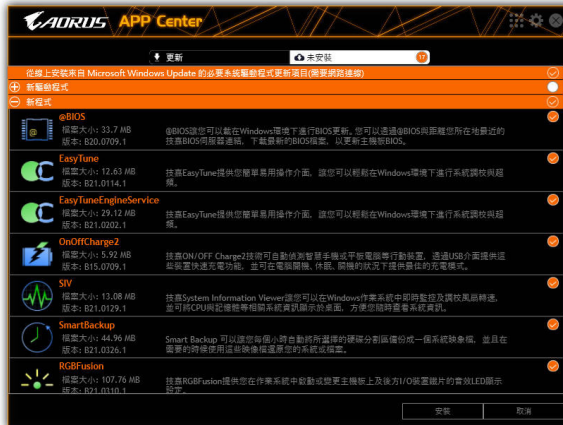 AORUS APP Center
更新
未安裝
17
從線上安裝來自 Microsoft Windows Update 的必要系統驅動程式更新項目(需要網路連線)
新驅動程式
新程式
@BIOS
檔案大小: 33.7 MB
版本: B20.0709.1
@BIOS讓您可以載在Windows環境下進行BIOS更新。您可以透過@BIOS與距離您所在地最近的
技嘉BIOS伺服器連結，下載最新的BIOS檔案，以更新主機板BIOS。
EasyTune
檔案大小: 12.63 MB
版本: B21.0114.1
技嘉EasyTune提供您簡單易用操作介面，讓您可以輕鬆在Windows環境下進行系統調校與超
頻。
EasyTuneEngineService
檔案大小: 29.12 MB
版本: B21.0202.1
技嘉EasyTune提供您簡單易用操作介面，讓您可以輕鬆在Windows環境下進行系統調校與超
頻。
OnOffCharge2
檔案大小: 5.92 MB
版本: B15.0709.1
技嘉ON/OFF Charge2技術可自動偵測智慧手機或平板電腦等行動裝置，透過USB介面提供這
些裝置快速充電功能，並可在電腦開機、休眠、關機的狀況下提供最佳的充電模式。
SIV
檔案大小: 13.08 MB
版本: B21.0129.1
技嘉System Information Viewer讓您可以在Windows作業系統中即時監控及調校風扇轉速，
並可將CPU與記憶體等相關系統資訊顯示於桌面，方便您隨時查看系統資訊。
SmartBackup
檔案大小: 44.96 MB
版本: B21.0326.1
Smart Backup 可以讓您每個小時自動將所選擇的硬碟分割區備份成一個系統映象檔，並且在
需要的時候使用這些映像檔還原您的系統或檔案。
RGBFusion
檔案大小: 107.76 MB
版本: B21.0310.1
技嘉RGBFusion提供您在作業系統中啟動或變更主機板上及後方I/O裝置鐵片的音效LED顯示
設定。
安裝
取消